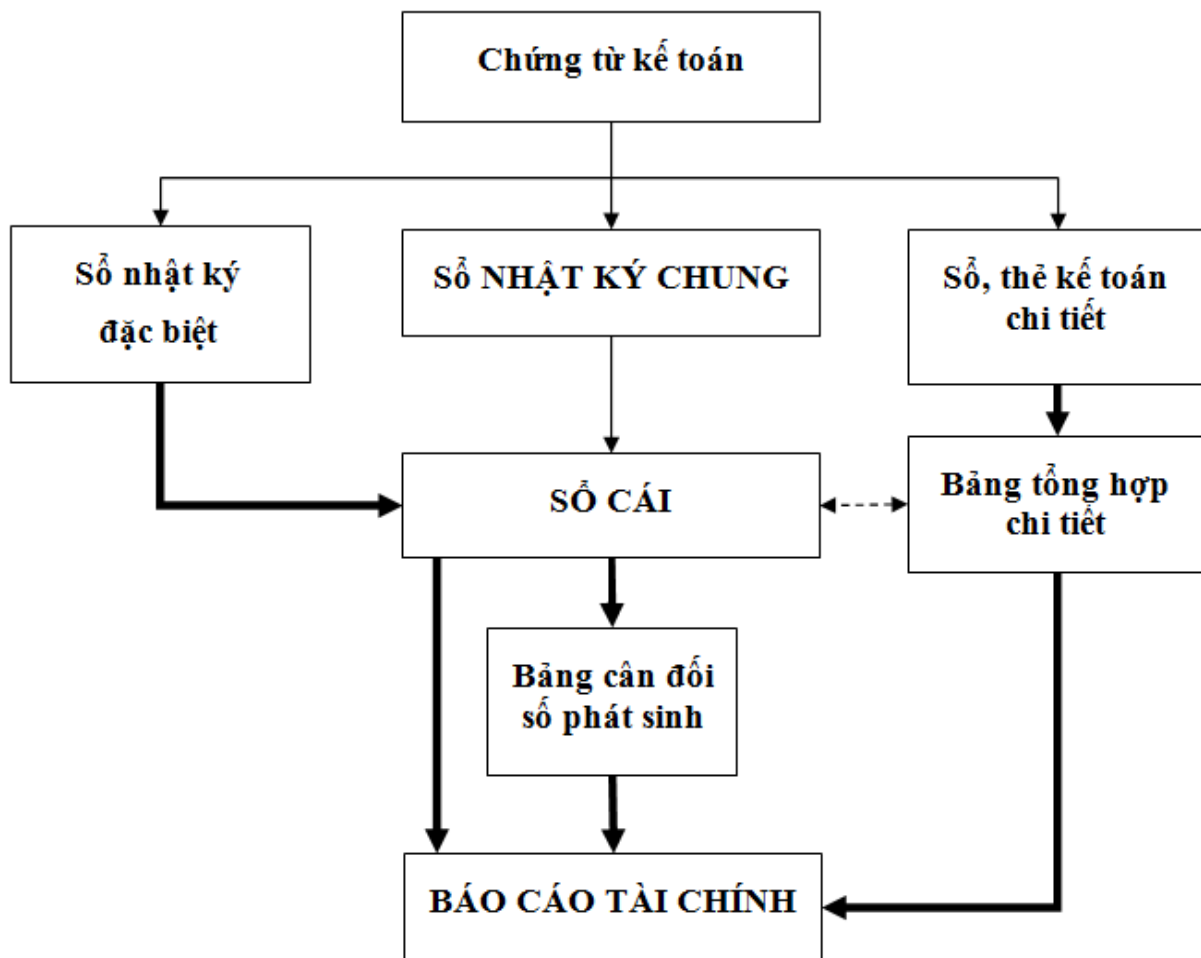 Chứng từ kế toán
Sổ nhật ký
đặc biệt
Sổ NHẬT KÝ CHUNG
Sổ, thẻ kế toán
chi tiết
SỔ CÁI
Bảng tổng hợp
chi tiết
Bảng cân đối
số phát sinh
BÁO CÁO TÀI CHÍNH